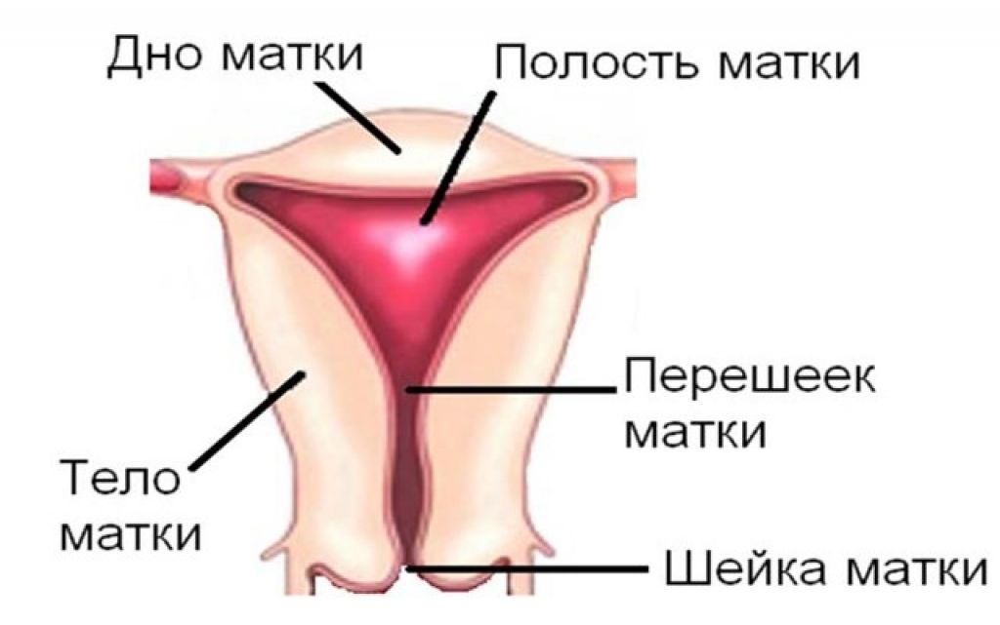 Дно матки
Полость матки
Перешеек
матки
Тело
матки
Шейка матки